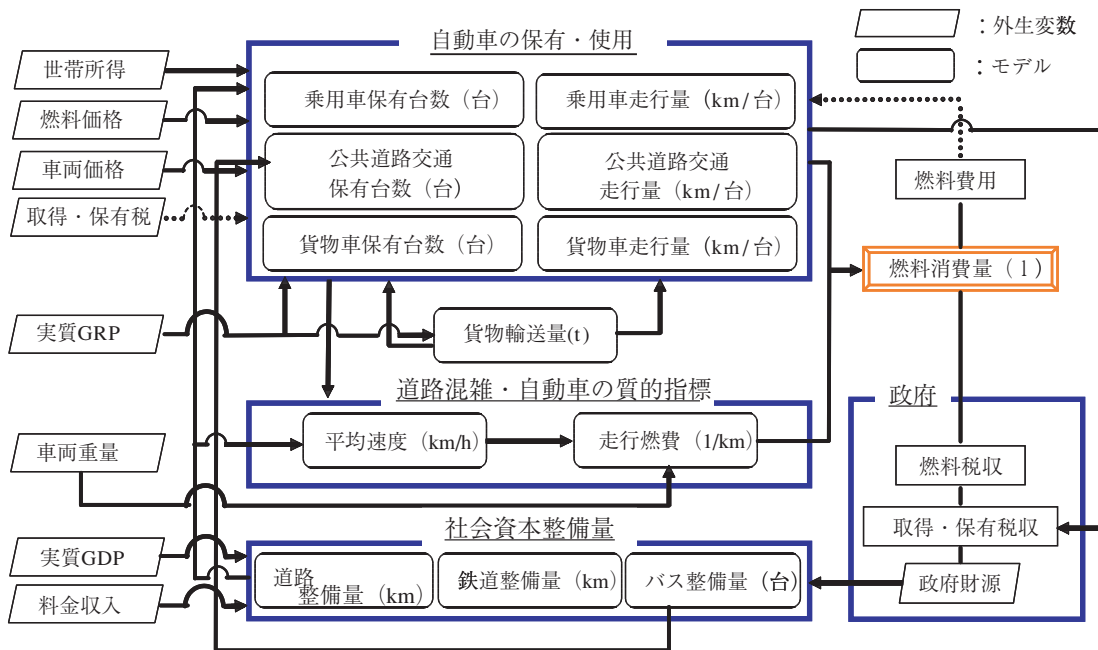 ：外生変数
：モデル
自動車の保有・使用
世帯所得
燃料価格
車両価格
取得・保有税
乗用車保有台数（台）
乗用車走行量（km/台）
公共道路交通
保有台数（台）
公共道路交通
走行量（km/台）
貨物車保有台数（台）
貨物車走行量（km/台）
燃料費用
燃料消費量（l）
実質GRP
貨物輸送量(t)
道路混雑・自動車の質的指標
平均速度（km/h）
走行燃費（l/km）
車両重量
政府
燃料税収
取得・保有税収
政府財源
社会資本整備量
実質GDP
料金収入
道路
整備量（km）
鉄道整備量（km）
バス整備量（台）